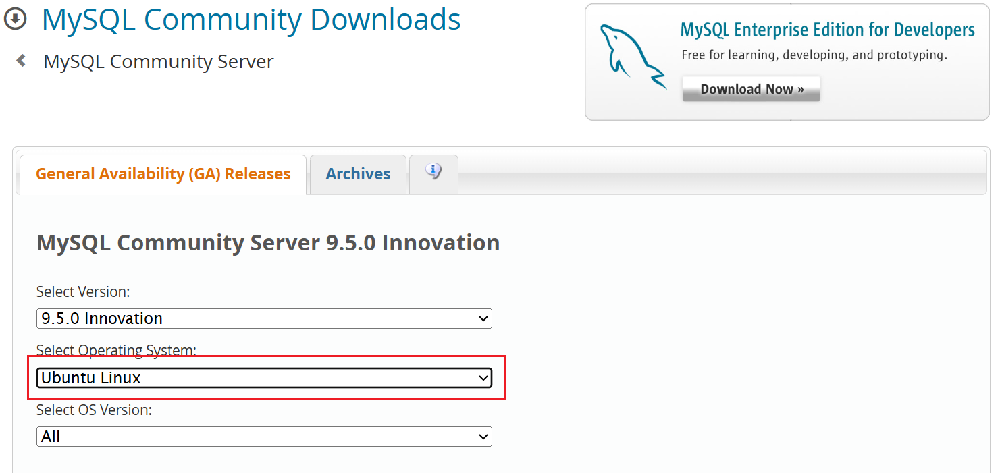 MySQL Community Downloads
MySQL Community Server
MySQL Enterprise Edition for Developers
Free for learning, developing, and prototyping.
Download Now »
General Availability (GA) Releases
Archives
MySQL Community Server 9.5.0 Innovation
Select Version:
9.5.0 Innovation
Select Operating System:
Ubuntu Linux
Select OS Version:
All